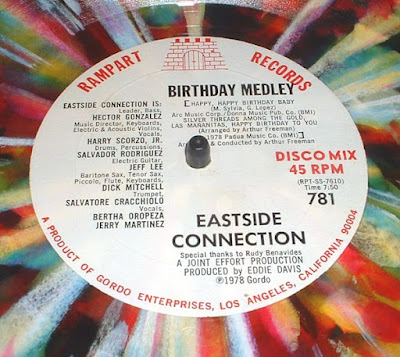 RAMPART RECORDS
BIRTHDAY MEDLEY
[HAPPY, HAPPY BIRTHDAY BABY
(M. Sylvia, G. Lopez)
Arc Music Corp./Donna Music Pub. Co. (BMI)
SILVER THREADS AMONG THE GOLD,
LAS MAÑANITAS, HAPPY BIRTHDAY TO YOU
(Arranged by Arthur Freeman)
℗1978 Padua Music Co. (BMI)]
Arr. & Conducted by Arthur Freeman
EASTSIDE CONNECTION IS:
Leader, Bass,
HECTOR GONZALEZ
Music Director, Keyboards,
Electric & Acoustic Violins,
Vocals,
HARRY SCORZO, JR.
Drums, Percussions,
SALVADOR RODRIGUEZ
Electric Guitar,
JEFF LEE
Baritone Sax, Tenor Sax,
Piccolo, Flute, Keyboards,
DICK MITCHELL
Trumpet,
SALVATORE CRACCHIOLO
Vocals,
BERTHA OROPEZA
JERRY MARTINEZ
DISCO MIX
45 RPM
(RPT-SS-7610)
Time 7:50
781
EASTSIDE
CONNECTION
Special thanks to Rudy Benavides
A JOINT EFFORT PRODUCTION
PRODUCED by EDDIE DAVIS
℗1978 Gordo
A PRODUCT OF GORDO ENTERPRISES, LOS ANGELES, CALIFORNIA 90004